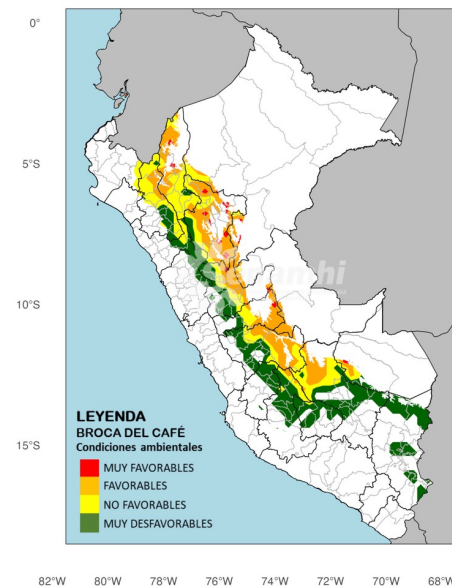 0°
5°S
10°S
senamhi
LEYENDA
BROCA DEL CAFÉ
Condiciones ambientales
MUY FAVORABLES
FAVORABLES
NO FAVORABLES
MUY DESFAVORABLES
15°S
82°W 80°W 78°W 76°W 74°W 72°W 70°W 68°W